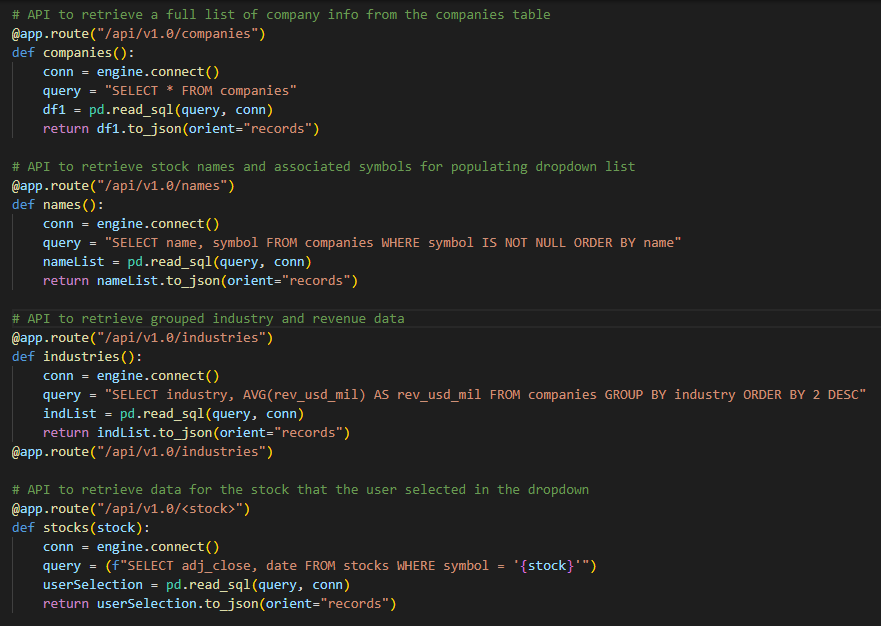 # API to retrieve a full list of company info from the companies table
@app.route("/api/v1.0/companies")
def companies():
    conn = engine.connect()
    query = "SELECT * FROM companies"
    df1 = pd.read_sql(query, conn)
    return df1.to_json(orient="records")

# API to retrieve stock names and associated symbols for populating dropdown list
@app.route("/api/v1.0/names")
def names():
    conn = engine.connect()
    query = "SELECT name, symbol FROM companies WHERE symbol IS NOT NULL ORDER BY name"
    nameList = pd.read_sql(query, conn)
    return nameList.to_json(orient="records")

# API to retrieve grouped industry and revenue data
@app.route("/api/v1.0/industries")
def industries():
    conn = engine.connect()
    query = "SELECT industry, AVG(rev_usd_mil) AS rev_usd_mil FROM companies GROUP BY industry ORDER BY 2 DESC"
    indList = pd.read_sql(query, conn)
    return indList.to_json(orient="records")
@app.route("/api/v1.0/industries")

# API to retrieve data for the stock that the user selected in the dropdown
@app.route("/api/v1.0/<stock>")
def stocks(stock):
    conn = engine.connect()
    query = (f"SELECT adj_close, date FROM stocks WHERE symbol = '{stock}'")
    userSelection = pd.read_sql(query, conn)
    return userSelection.to_json(orient="records")